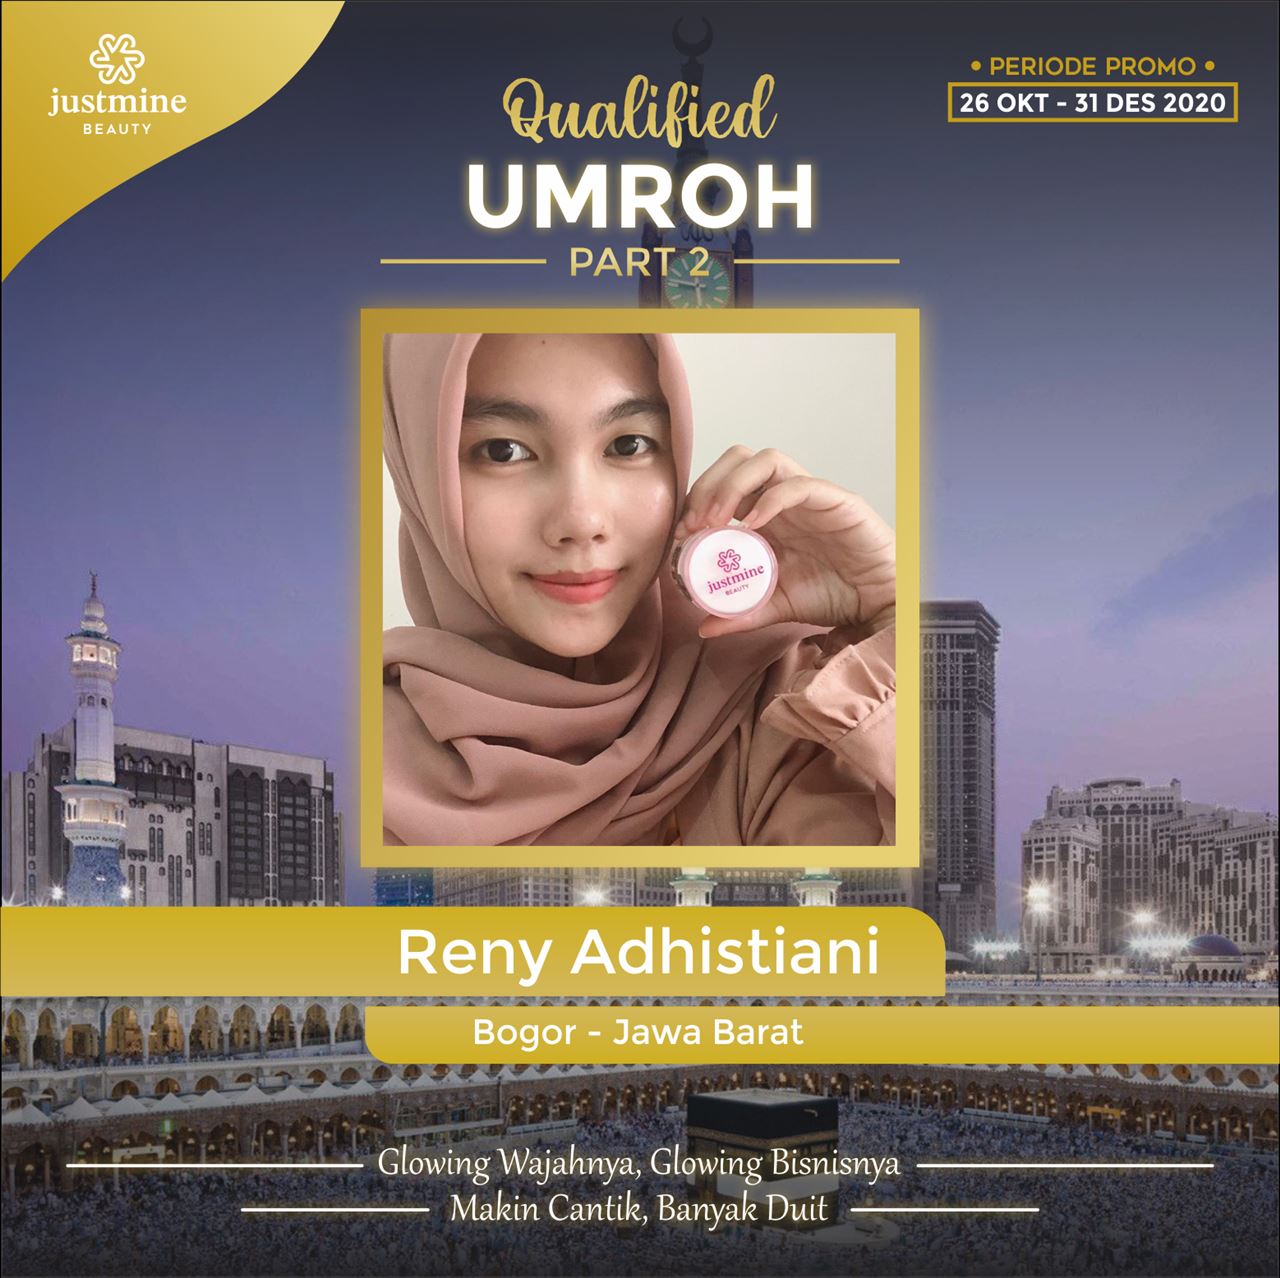 justmine
BEAUTY
• PERIODE PROMO •
26 OKT - 31 DES 2020
Qualified
UMROH
PART 2
justmine
BEAUTY
Reny Adhistiani
Bogor - Jawa Barat
Glowing Wajahnya, Glowing Bisnisnya
Makin Cantik, Banyak Duit